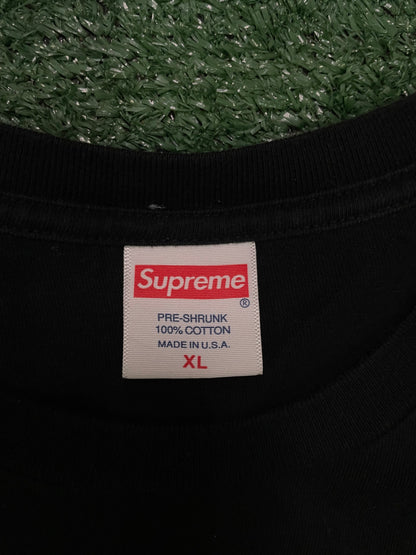 Supreme
®
PRE-SHRUNK
100% COTTON
MADE IN U.S.A.
XL